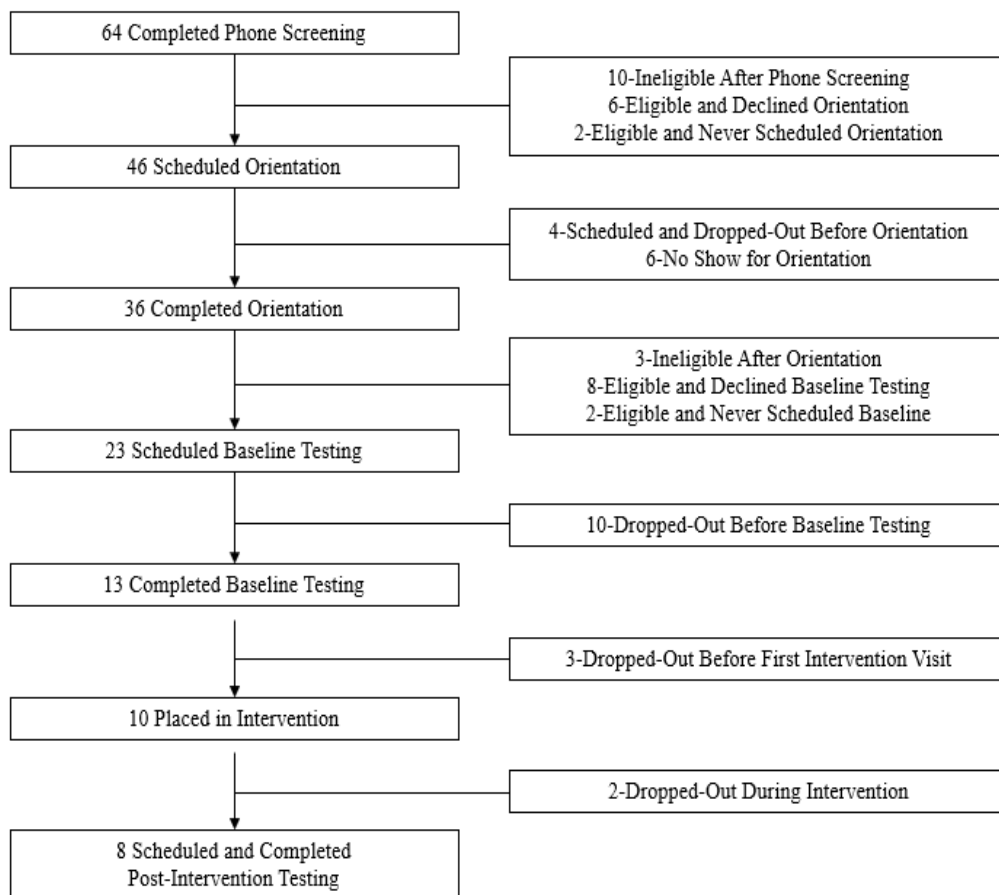 64 Completed Phone Screening
10-Ineligible After Phone Screening
6-Eligible and Declined Orientation
2-Eligible and Never Scheduled Orientation
46 Scheduled Orientation
4-Scheduled and Dropped-Out Before Orientation
6-No Show for Orientation
36 Completed Orientation
3-Ineligible After Orientation
8-Eligible and Declined Baseline Testing
2-Eligible and Never Scheduled Baseline
23 Scheduled Baseline Testing
10-Dropped-Out Before Baseline Testing
13 Completed Baseline Testing
3-Dropped-Out Before First Intervention Visit
10 Placed in Intervention
2-Dropped-Out During Intervention
8 Scheduled and Completed
Post-Intervention Testing